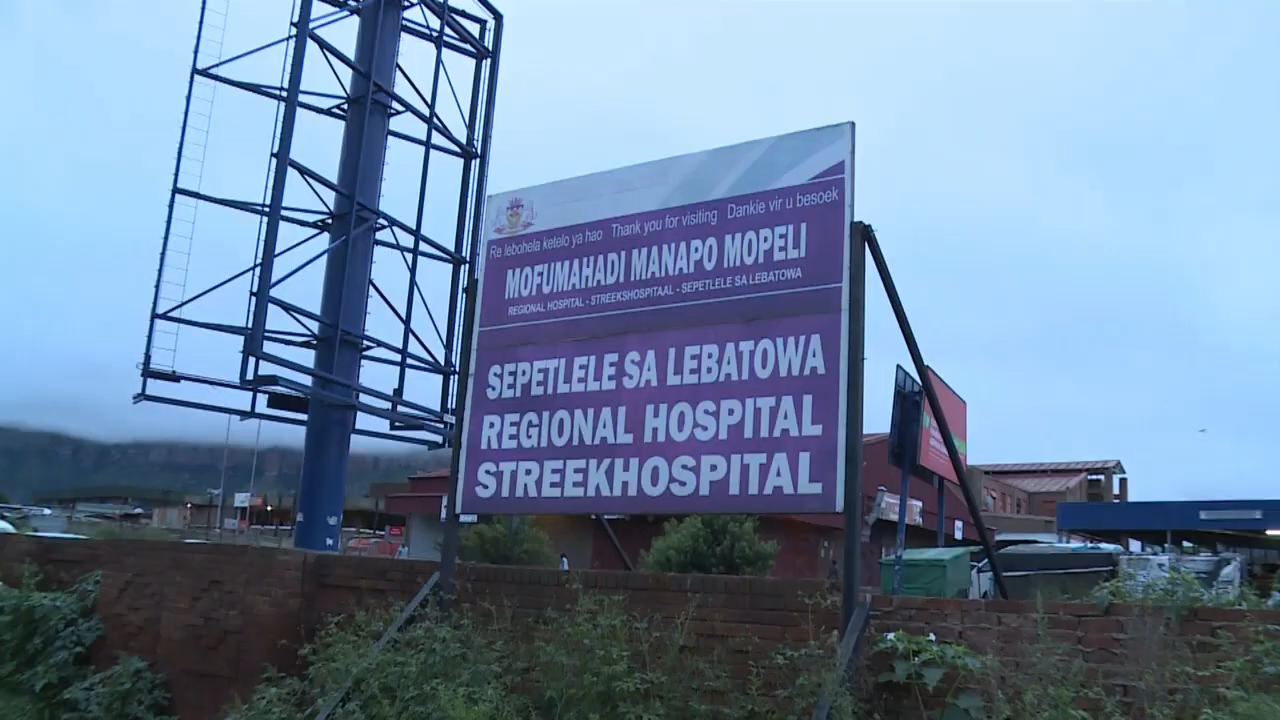 Re lebohela ketelo ya hao Thank you for visiting Dankie vir u besoek
MOFUMAHADI MANAPO MOPELI
REGIONAL HOSPITAL - STREEKSHOSPITAAL - SEPETLELE SA LEBATOWA
SEPETLELE SA LEBATOWA
REGIONAL HOSPITAL
STREEKHOSPITAL